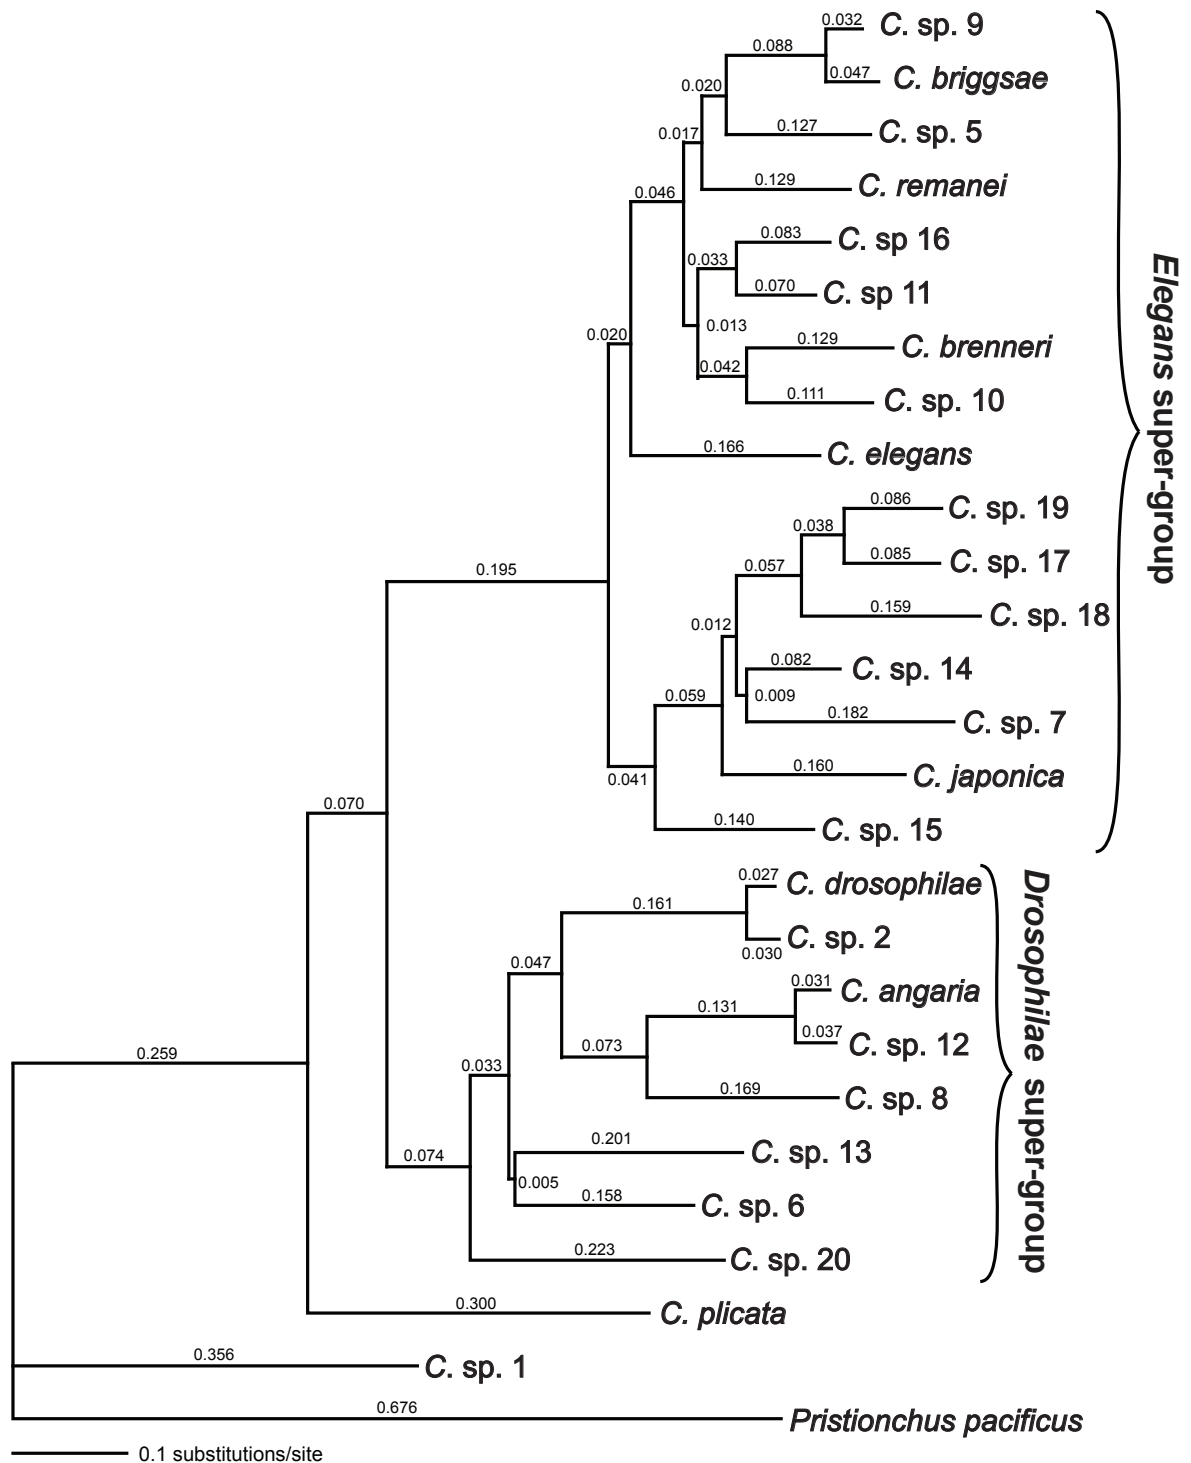 0.032 C. sp. 9
0.088
0.047 C. briggsae
0.020
0.127 C. sp. 5
0.017
0.129 C. remanei
0.046
0.083 C. sp 16
0.033
0.070 C. sp 11
0.013
0.020
0.129 C. brenneri
0.042
0.111 C. sp. 10
0.166 C. elegans
Elegans super-group
0.086 C. sp. 19
0.038
0.085 C. sp. 17
0.057
0.195
0.159 C. sp. 18
0.012
0.082 C. sp. 14
0.059
0.009
0.182 C. sp. 7
0.160 C. japonica
0.041
0.070
0.140 C. sp. 15
0.027 C. drosophilae
0.161
C. sp. 2
0.030
0.047
0.031 C. angaria
0.131
0.037 C. sp. 12
0.073
0.259
0.033
0.169 C. sp. 8
Drosophilae super-group
0.201 C. sp. 13
0.074
0.005
0.158 C. sp. 6
0.223 C. sp. 20
0.300 C. plicata
0.356 C. sp. 1
0.676 Pristionchus pacificus
0.1 substitutions/site